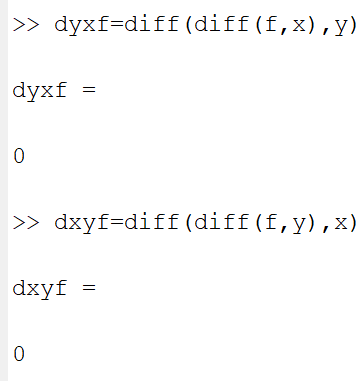 >> dyxf=diff(diff(f,x),y)
dyxf =
0
>> dxyf=diff(diff(f,y),x)
dxyf =
0